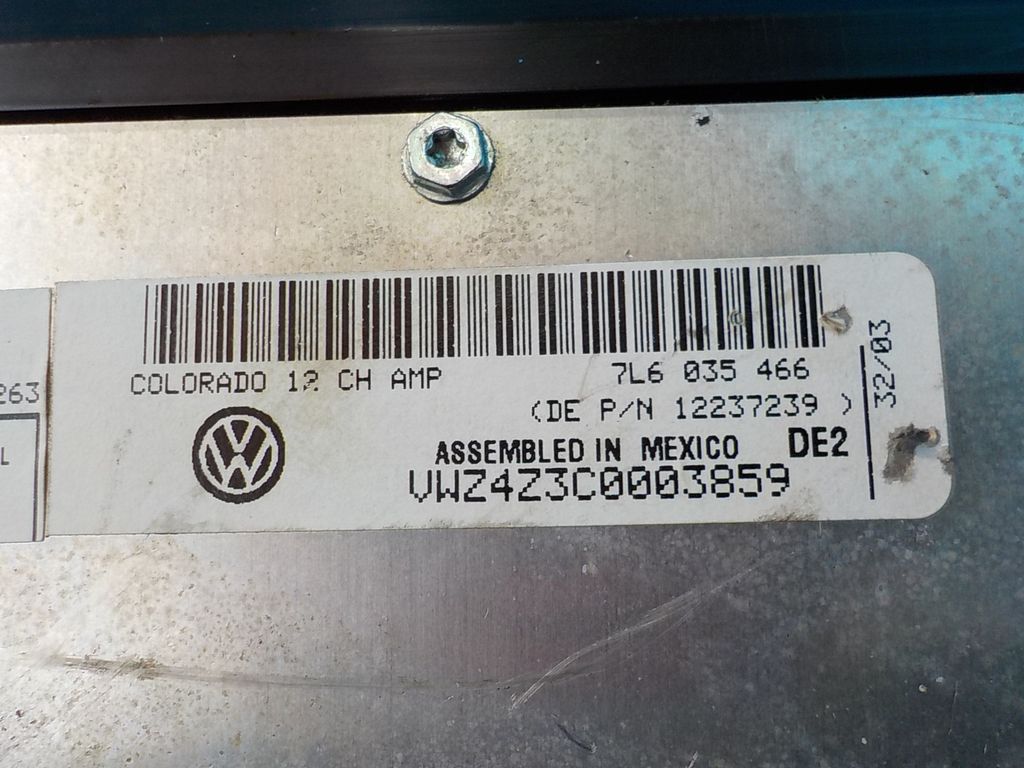 263
L
COLORADO 12 CH AMP 7L6 035 466
(DE P/N 12237239 )
ASSEMBLED IN MEXICO DE2
VWZ4Z3C0003859
32/03